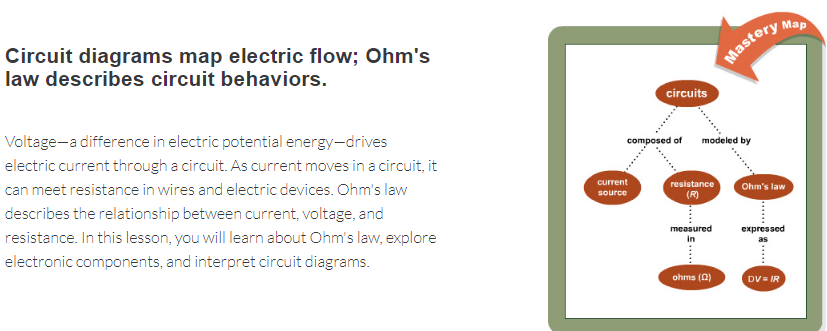 Circuit diagrams map electric flow; Ohm's
law describes circuit behaviors.
Voltage—a difference in electric potential energy—drives
electric current through a circuit. As current moves in a circuit, it
can meet resistance in wires and electric devices. Ohm's law
describes the relationship between current, voltage, and
resistance. In this lesson, you will learn about Ohm's law, explore
electronic components, and interpret circuit diagrams.
Mastery Map
circuits
composed of
modeled by
current
source
resistance
(R)
Ohm's law
measured
in
expressed
as
ohms (Ω)
DV = IR